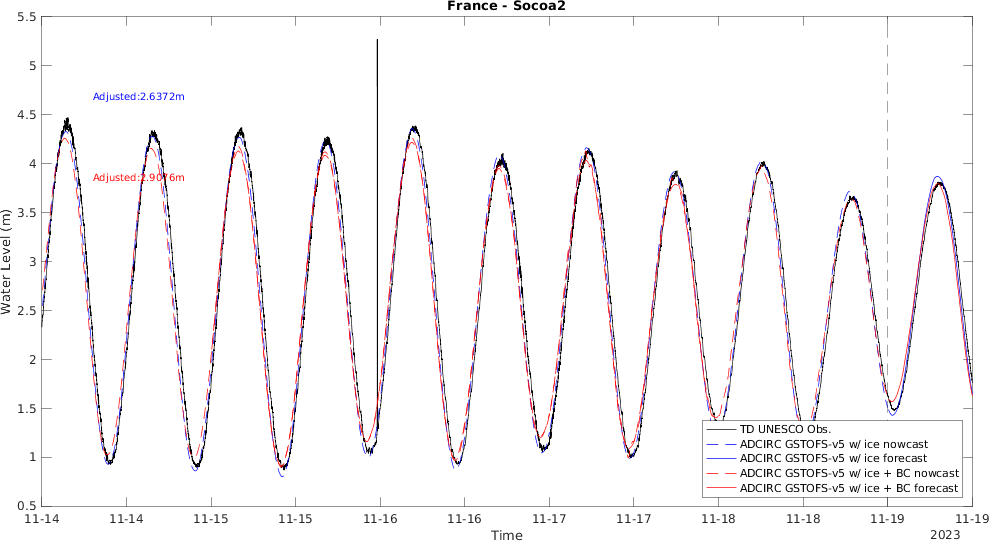 France - Socoa2
5.5
5
4.5
4
3.5
3
2.5
2
1.5
1
0.5
Water Level (m)
Adjusted:2.6372m
Adjusted:2.9076m
TD UNESCO Obs.
ADCIRC GSTOFS-v5 w/ ice nowcast
ADCIRC GSTOFS-v5 w/ ice forecast
ADCIRC GSTOFS-v5 w/ ice + BC nowcast
ADCIRC GSTOFS-v5 w/ ice + BC forecast
11-14 11-14 11-15 11-15 11-16 11-16 11-17 11-17 11-18 11-18 11-19 11-19
Time
2023